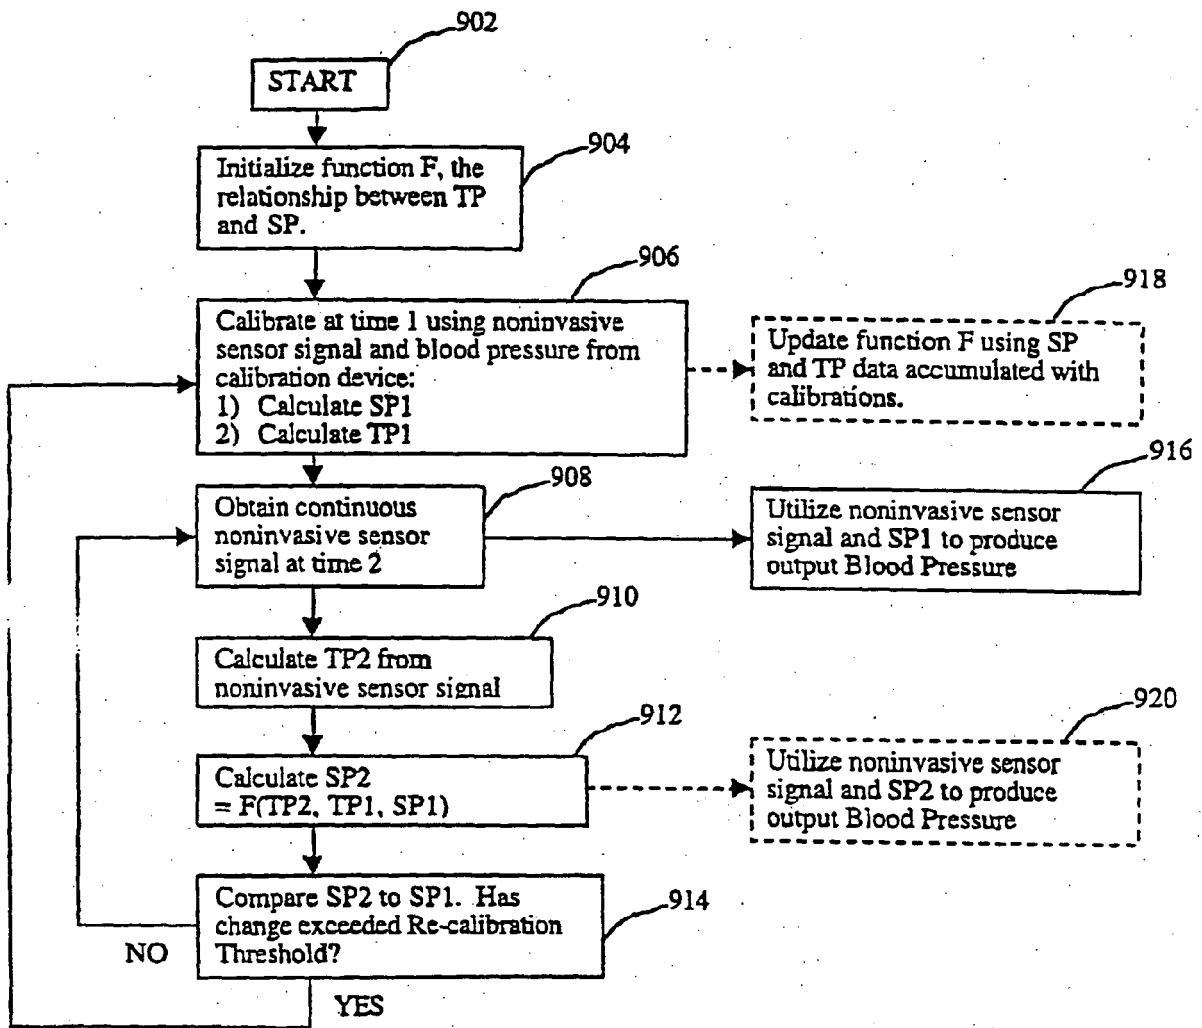 902
START
904
Initialize function F, the
relationship between TP
and SP.
906
Calibrate at time 1 using noninvasive
sensor signal and blood pressure from
calibration device:
1) Calculate SP1
2) Calculate TP1
918
Update function F using SP
and TP data accumulated with
calibrations.
908
Obtain continuous
noninvasive sensor
signal at time 2
916
Utilize noninvasive sensor
signal and SP1 to produce
output Blood Pressure
910
Calculate TP2 from
noninvasive sensor signal
912
Calculate SP2
= F(TP2, TP1, SP1)
920
Utilize noninvasive sensor
signal and SP2 to produce
output Blood Pressure
914
Compare SP2 to SP1. Has
change exceeded Re-calibration
Threshold?
NO
YES